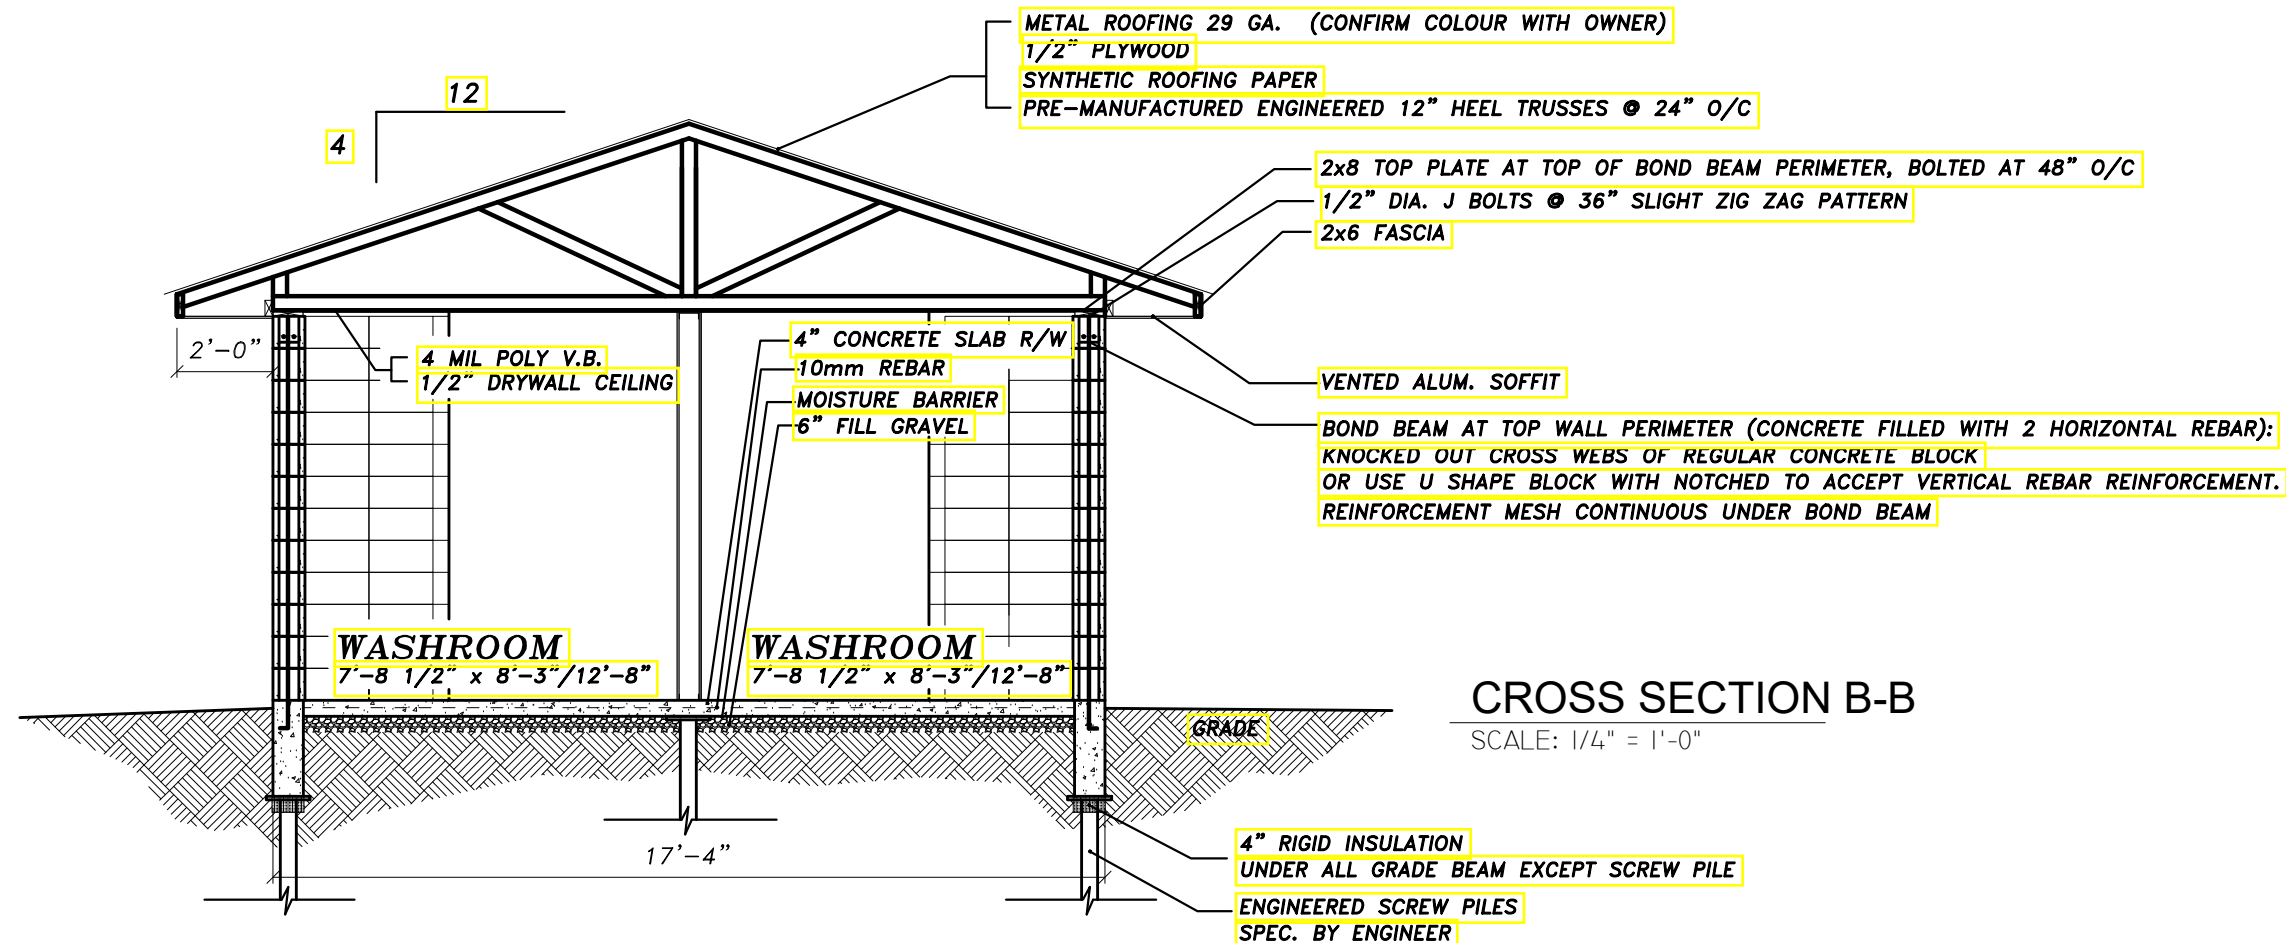 METAL ROOFING 29 GA. (CONFIRM COLOUR WITH OWNER)
1/2" PLYWOOD
SYNTHETIC ROOFING PAPER
PRE-MANUFACTURED ENGINEERED 12" HEEL TRUSSES @ 24" O/C
12
4
2x8 TOP PLATE AT TOP OF BOND BEAM PERIMETER, BOLTED AT 48" O/C
1/2" DIA. J BOLTS @ 36" SLIGHT ZIG ZAG PATTERN
2x6 FASCIA
2'-0"
4 MIL POLY V.B.
1/2" DRYWALL CEILING
4" CONCRETE SLAB R/W
10mm REBAR
MOISTURE BARRIER
6" FILL GRAVEL
VENTED ALUM. SOFFIT
BOND BEAM AT TOP WALL PERIMETER (CONCRETE FILLED WITH 2 HORIZONTAL REBAR):
KNOCKED OUT CROSS WEBS OF REGULAR CONCRETE BLOCK
OR USE U SHAPE BLOCK WITH NOTCHED TO ACCEPT VERTICAL REBAR REINFORCEMENT.
REINFORCEMENT MESH CONTINUOUS UNDER BOND BEAM
WASHROOM
7'-8 1/2" x 8'-3"/12'-8"
WASHROOM
7'-8 1/2" x 8'-3"/12'-8"
GRADE
CROSS SECTION B-B
SCALE: 1/4" = 1'-0"
17'-4"
4" RIGID INSULATION
UNDER ALL GRADE BEAM EXCEPT SCREW PILE
ENGINEERED SCREW PILES
SPEC. BY ENGINEER